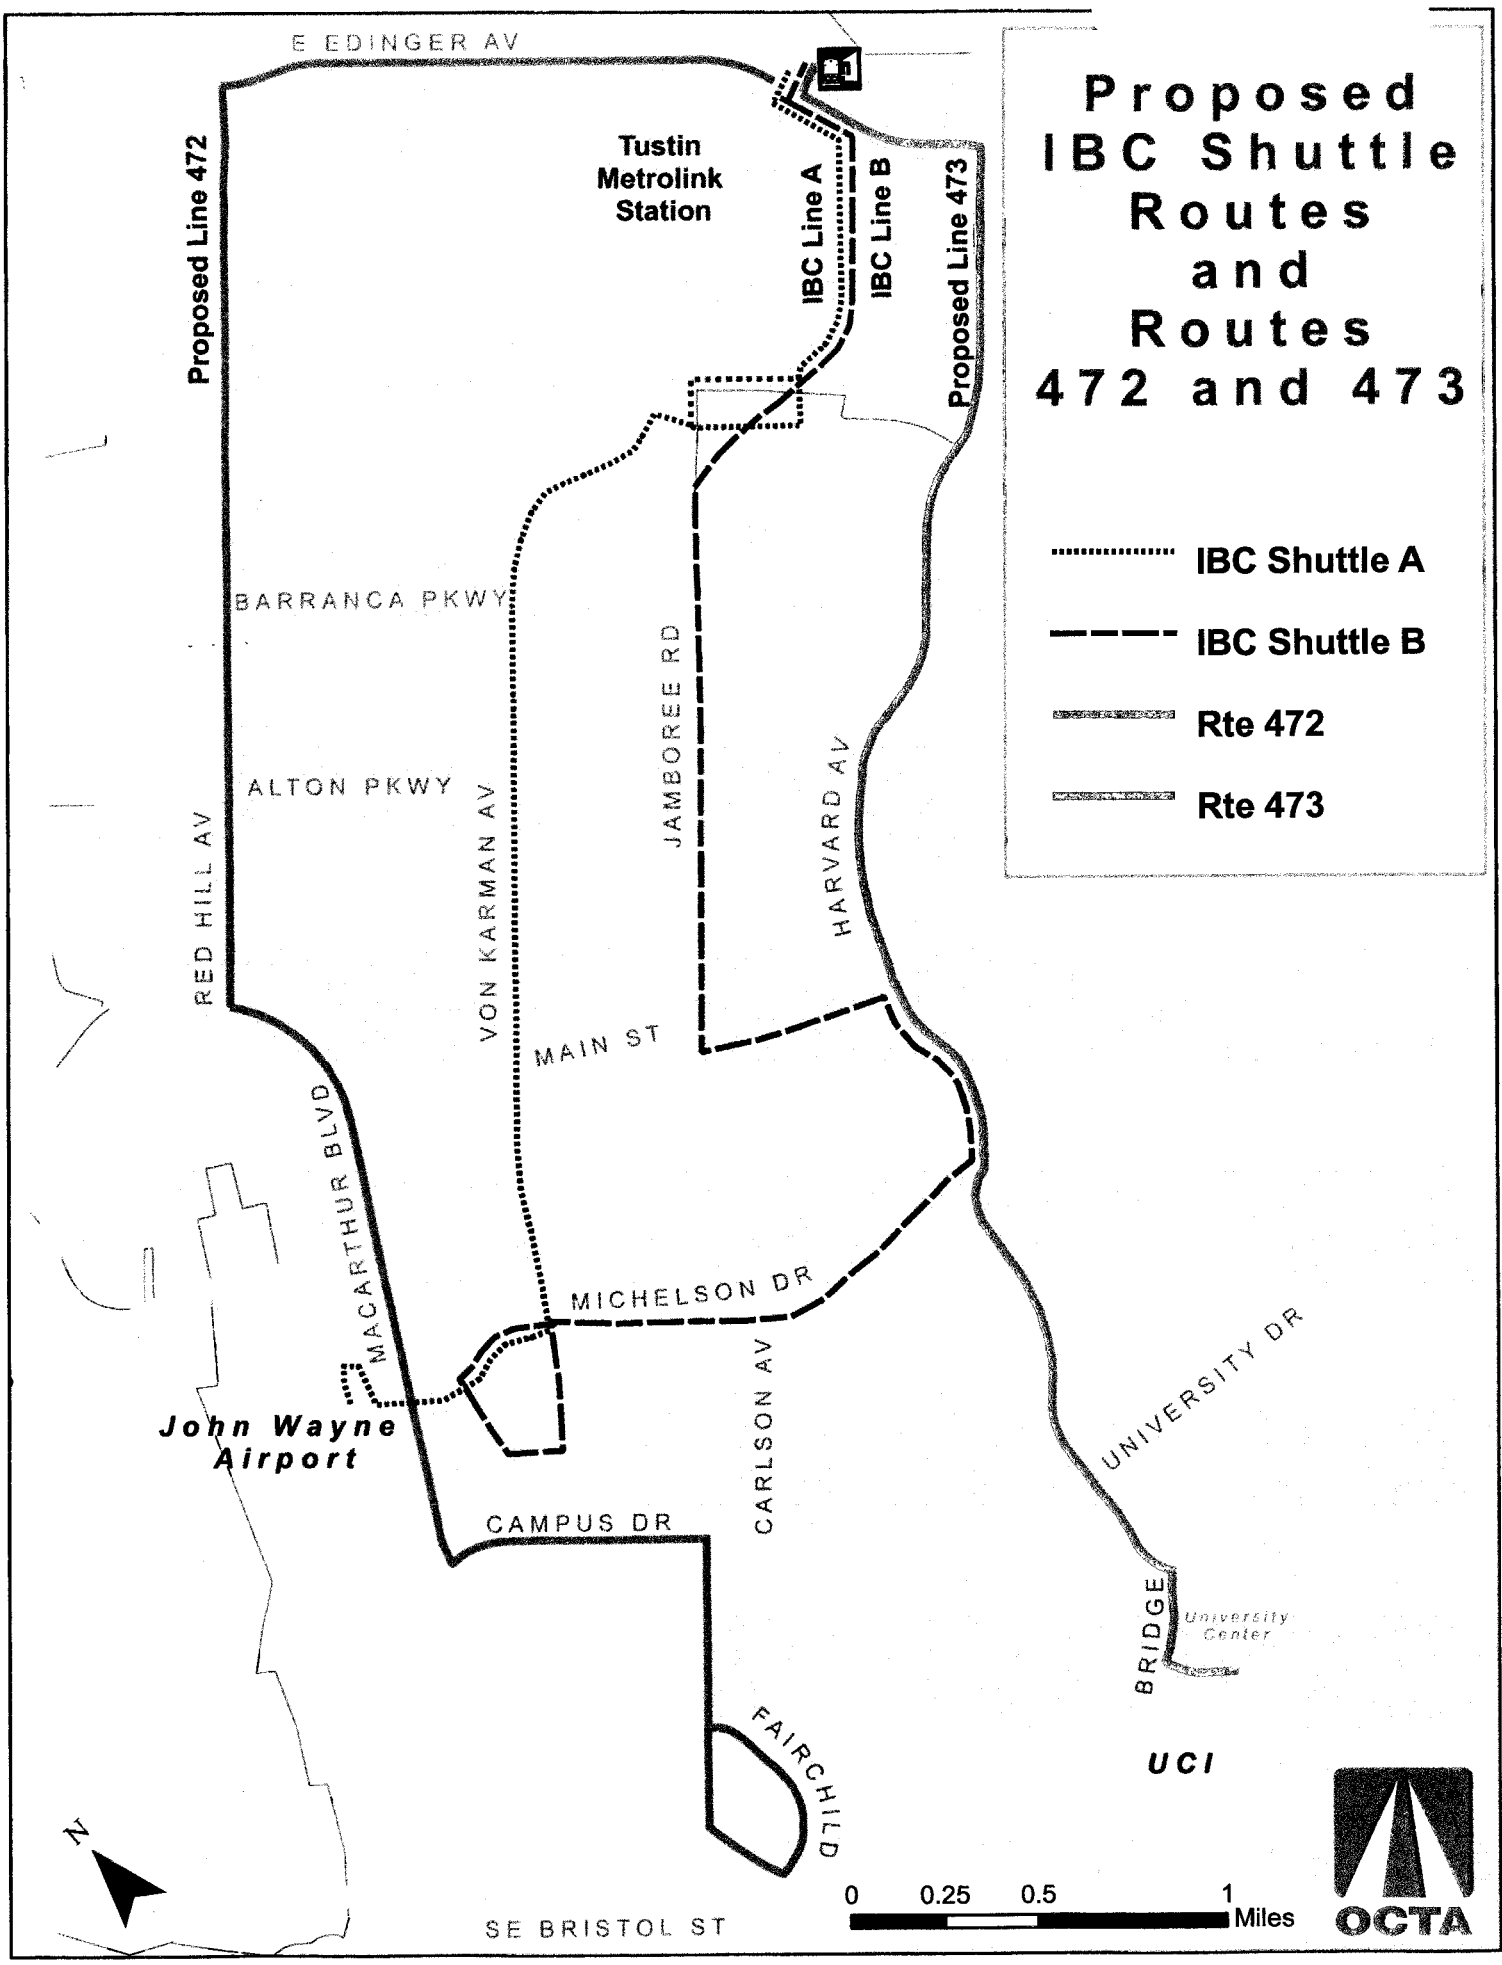 E EDINGER AV
Proposed
IBC Shuttle
Routes
and
Routes
472 and 473
Tustin
Metrolink
Station
Proposed Line 472
IBC Line A
IBC Line B
Proposed Line 473
IBC Shuttle A
IBC Shuttle B
Rte 472
Rte 473
BARRANCA PKWY
JAMBOREE RD
ALTON PKWY
HARVARD AV
RED HILL AV
VON KARMAN AV
MAIN ST
MACARTHUR BLVD
MICHELSON DR
UNIVERSITY DR
CARLSON AV
John Wayne
Airport
CAMPUS DR
BRIDGE
University
Center
FAIRCHILD
UCI
N
0 0.25 0.5 1
Miles
SE BRISTOL ST
OCTA